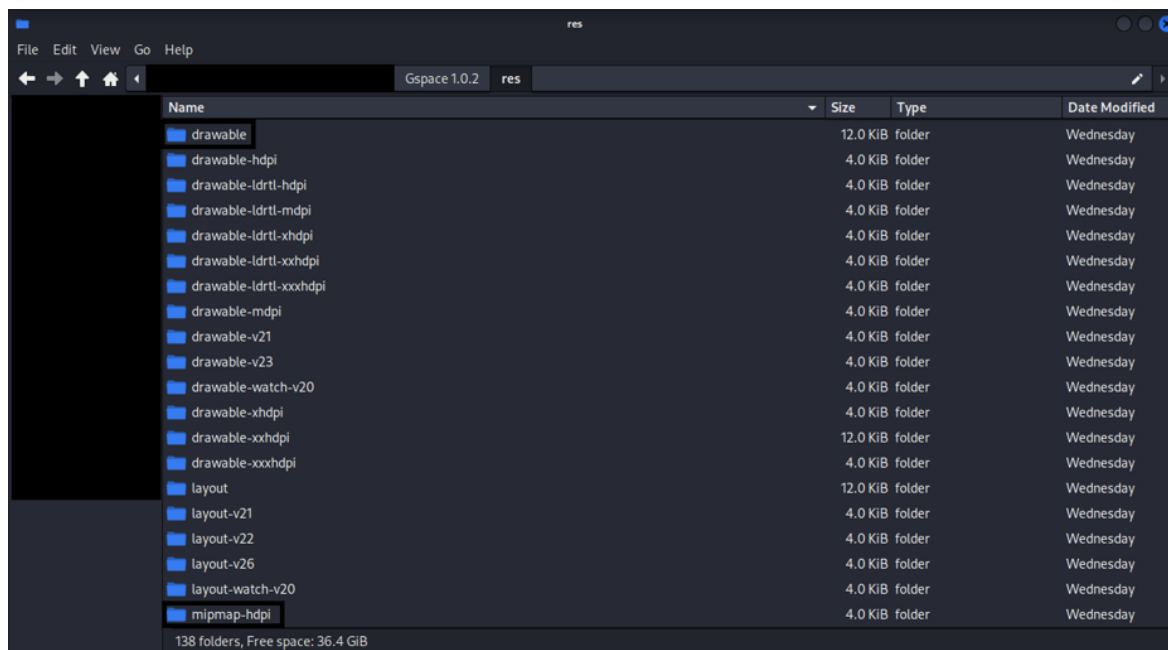 res
File Edit View Go Help
Gspace 1.0.2 res
Name Size Type Date Modified
drawable 12.0 KiB folder Wednesday
drawable-hdpi 4.0 KiB folder Wednesday
drawable-ldrtl-hdpi 4.0 KiB folder Wednesday
drawable-ldrtl-mdpi 4.0 KiB folder Wednesday
drawable-ldrtl-xhdpi 4.0 KiB folder Wednesday
drawable-ldrtl-xxhdpi 4.0 KiB folder Wednesday
drawable-ldrtl-xxxhdpi 4.0 KiB folder Wednesday
drawable-mdpi 4.0 KiB folder Wednesday
drawable-v21 4.0 KiB folder Wednesday
drawable-v23 4.0 KiB folder Wednesday
drawable-watch-v20 4.0 KiB folder Wednesday
drawable-xhdpi 4.0 KiB folder Wednesday
drawable-xxhdpi 12.0 KiB folder Wednesday
drawable-xxxhdpi 4.0 KiB folder Wednesday
layout 12.0 KiB folder Wednesday
layout-v21 4.0 KiB folder Wednesday
layout-v22 4.0 KiB folder Wednesday
layout-v26 4.0 KiB folder Wednesday
layout-watch-v20 4.0 KiB folder Wednesday
mipmap-hdpi 4.0 KiB folder Wednesday
138 folders, Free space: 36.4 GiB